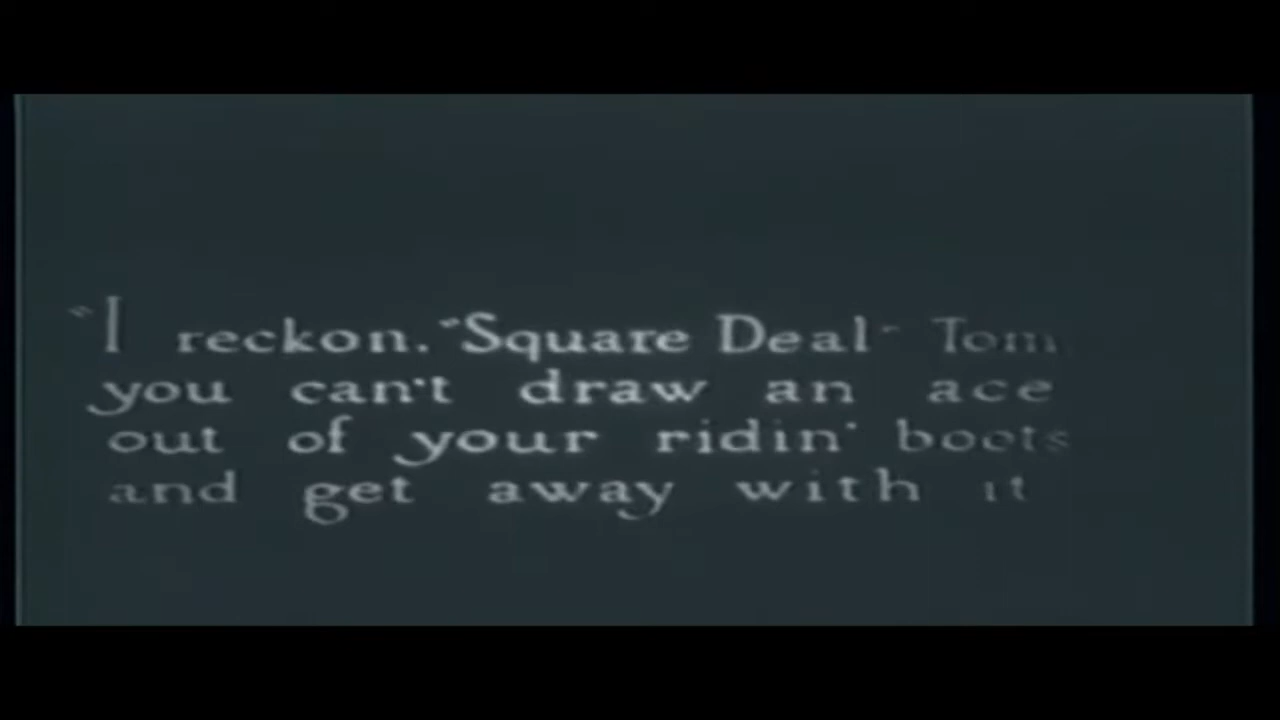 "I reckon. "Square Deal" Tom,
you can't draw an ace
out of your ridin' boots
and get away with it